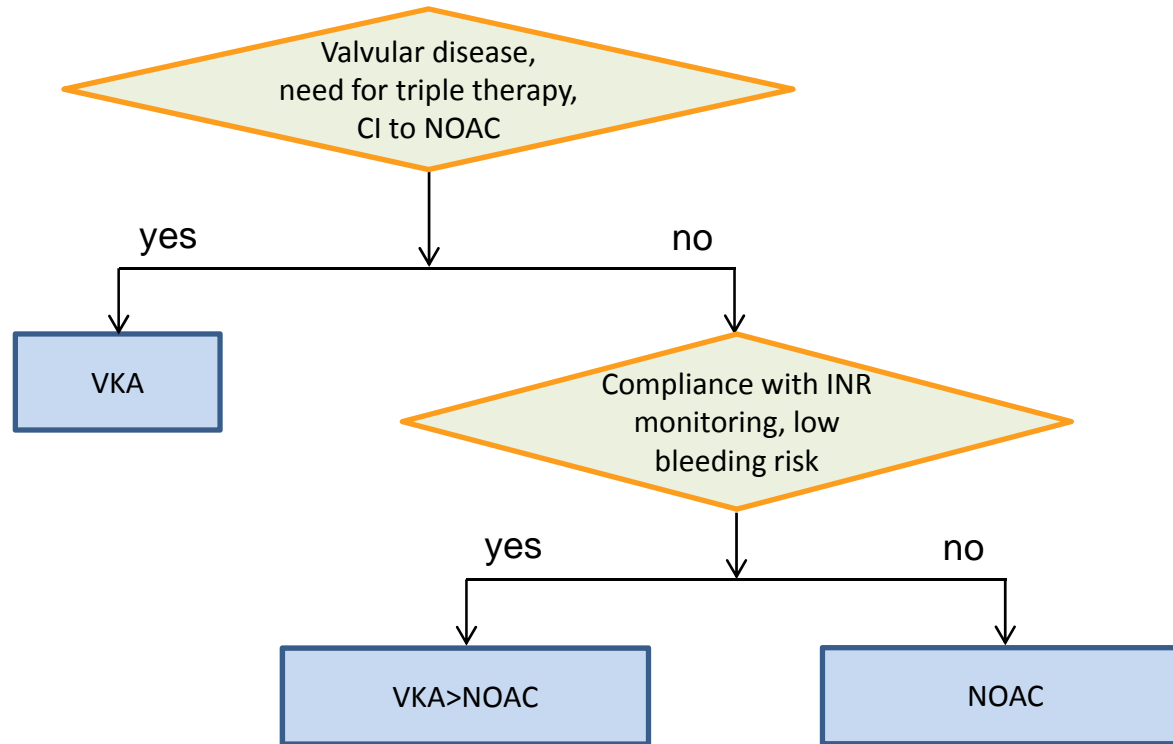 Valvular disease,
need for triple therapy,
CI to NOAC
yes
no
VKA
Compliance with INR
monitoring, low
bleeding risk
yes
no
VKA>NOAC
NOAC